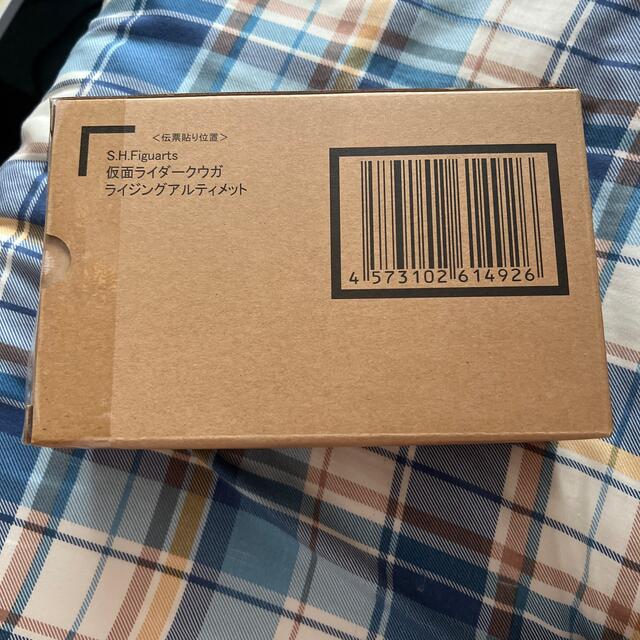 <伝票貼り位置>
S.H.Figuarts
仮面ライダークウガ
ライジングアルティメット
4 573102 614926